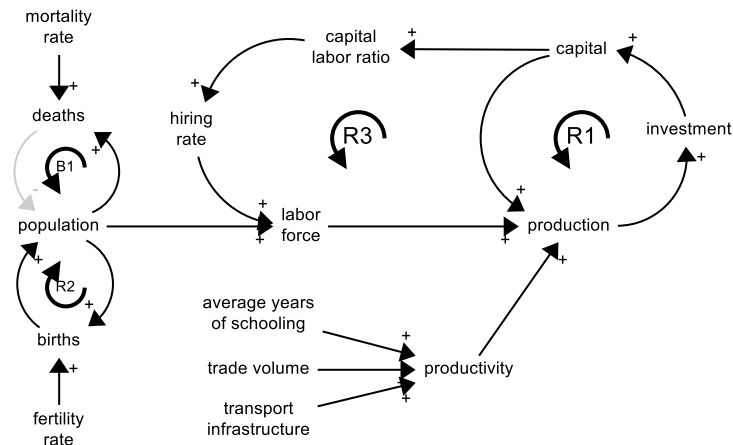 mortality
rate
+
deaths
+
B1
-
population
+
R2
+
births
+
fertility
rate
capital
labor ratio
+
capital
+
+
hiring
rate
R3
R1
investment
+
+
+
labor
force
+
+
production
+
+
average years
of schooling
+
trade volume
+
productivity
transport
infrastructure
+